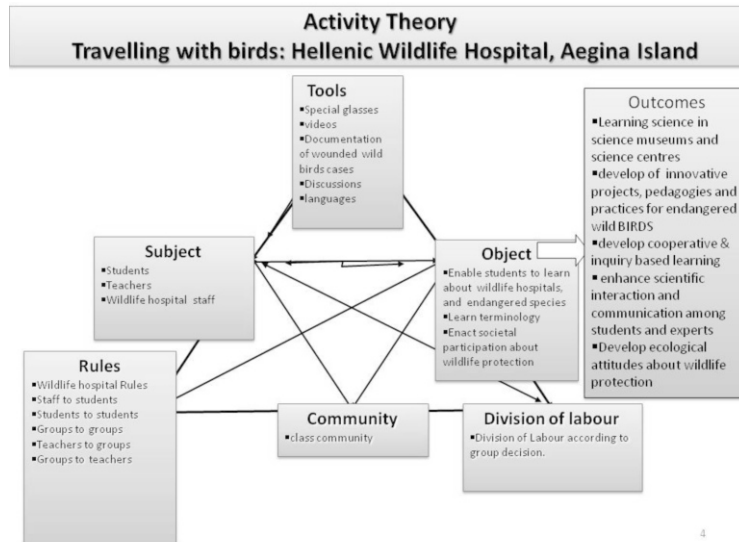 Activity Theory
Travelling with birds: Hellenic Wildlife Hospital, Aegina Island
Tools
▪Special glasses
▪videos
▪Documentation
of wounded wild
birds cases
▪Discussions
▪languages
Outcomes
▪Learning science in
science museums and
science centres
▪develop of innovative
projects, pedagogies and
practices for endangered
wild BIRDS
▪develop cooperative &
inquiry based learning
▪ enhance scientific
interaction and
communication among
students and experts
▪Develop ecological
attitudes about wildlife
protection
Subject
▪Students
▪Teachers
▪Wildlife hospital staff
Object
▪Enable students to learn
about wildlife hospitals,
and endangered species
▪Learn terminology
▪Enact societal
participation about
wildlife protection
Rules
▪Wildlife hospital Rules
▪Staff to students
▪Students to students
▪Groups to groups
▪Teachers to groups
▪Groups to teachers
Community
▪class community
Division of labour
▪Division of Labour according to
group decision.
4